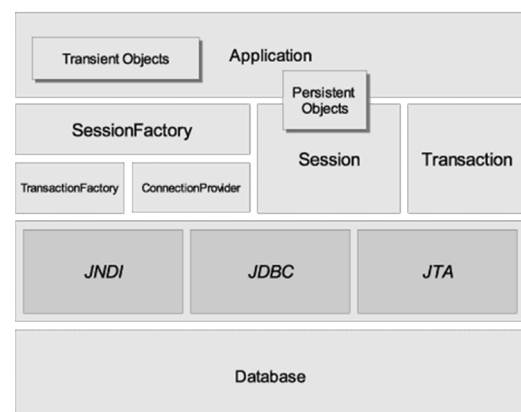 Transient Objects
Application
Persistent
Objects
SessionFactory
Session
Transaction
TransactionFactory
ConnectionProvider
JNDI
JDBC
JTA
Database